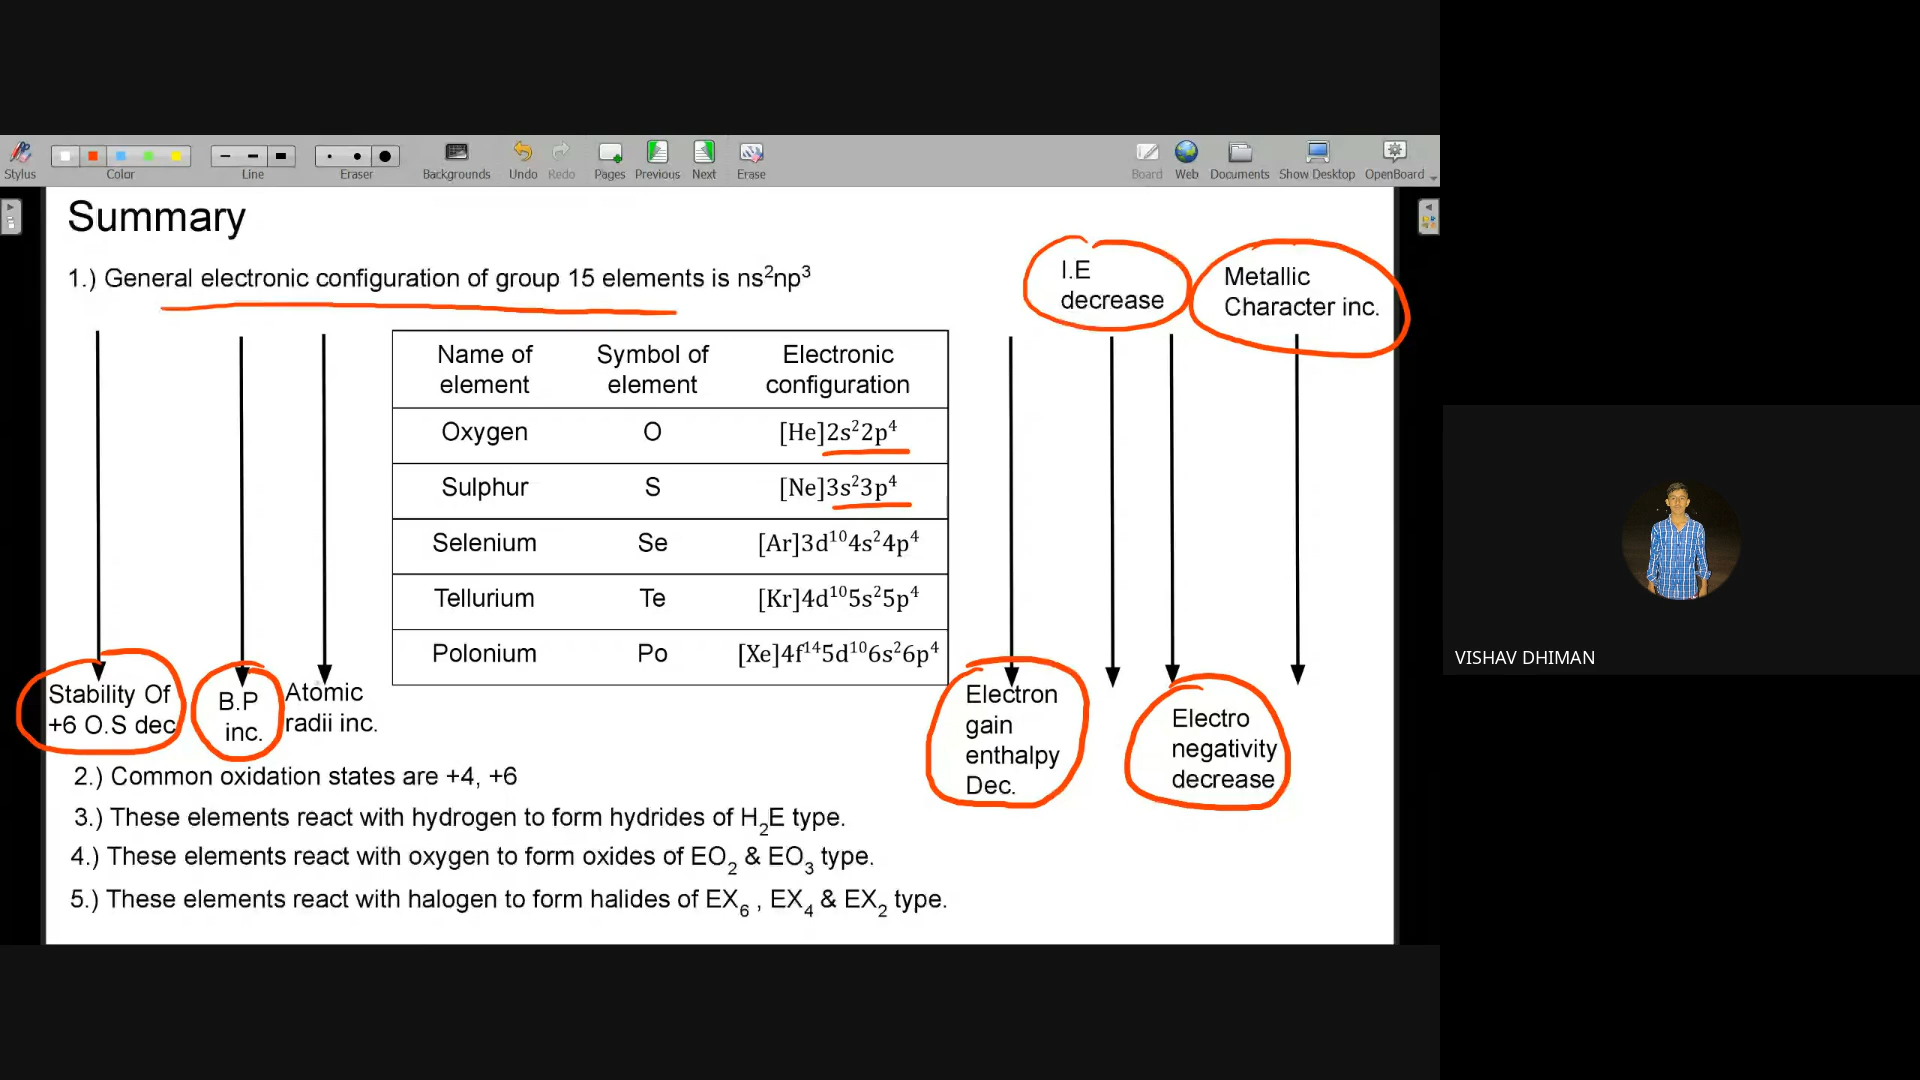 Stylus Color Line Eraser Backgrounds Undo Redo Pages Previous Next Erase Board Web Documents Show Desktop OpenBoard
Summary
1.) General electronic configuration of group 15 elements is ns²np³
I.E
decrease
Metallic
Character inc.
Name of element Symbol of element Electronic configuration
Oxygen O [He]2s²2p⁴
Sulphur S [Ne]3s²3p⁴
Selenium Se [Ar]3d¹⁰4s²4p⁴
Tellurium Te [Kr]4d¹⁰5s²5p⁴
Polonium Po [Xe]4f¹⁴5d¹⁰6s²6p⁴
Stability Of
+6 O.S dec
B.P
inc.
Atomic
radii inc.
Electron
gain
enthalpy
Dec.
Electro
negativity
decrease
2.) Common oxidation states are +4, +6
3.) These elements react with hydrogen to form hydrides of H₂E type.
4.) These elements react with oxygen to form oxides of EO₂ & EO₃ type.
5.) These elements react with halogen to form halides of EX₆ , EX₄ & EX₂ type.
VISHAV DHIMAN